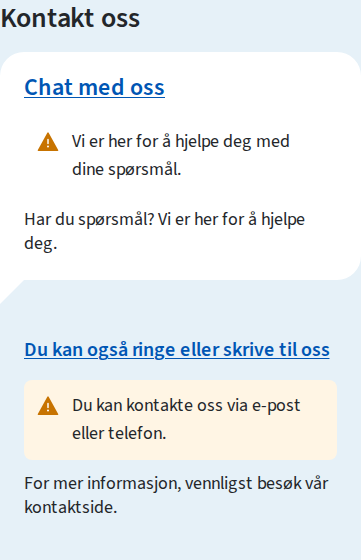 Kontakt oss
Chat med oss
Vi er her for å hjelpe deg med
dine spørsmål.
Har du spørsmål? Vi er her for å hjelpe
deg.
Du kan også ringe eller skrive til oss
Du kan kontakte oss via e-post
eller telefon.
For mer informasjon, vennligst besøk vår
kontaktside.